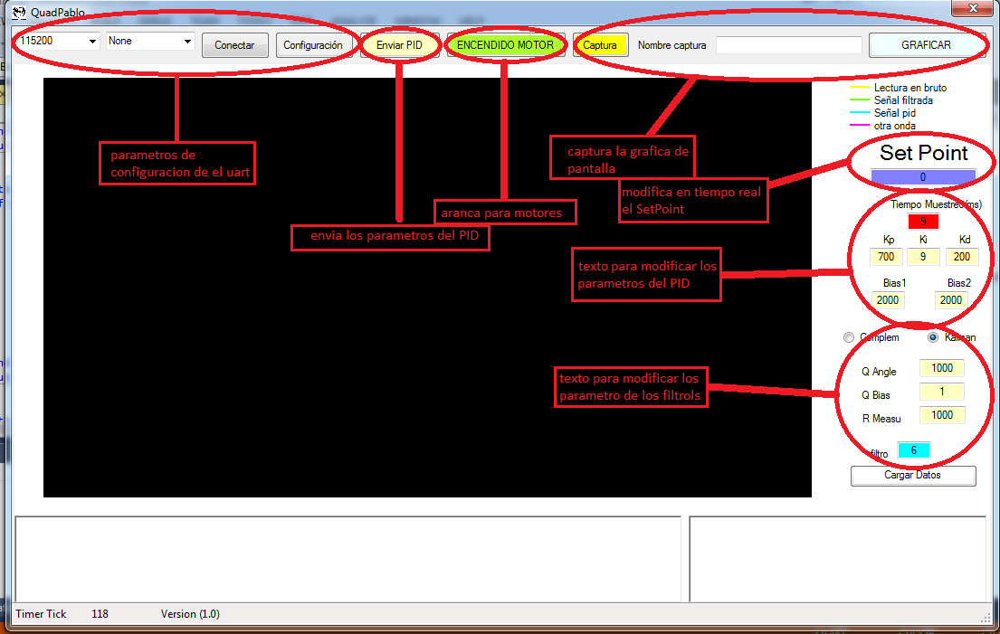 QuadPablo
115200 None Conectar Configuración Enviar PID ENCENDIDO MOTOR Captura Nombre captura GRAFICAR
Lectura en bruto
Señal filtrada
Señal pid
otra onda
parametros de
configuracion de el uart
captura la grafica de
pantalla
Set Point
0
modifica en tiempo real
el SetPoint
aranca para motores
envia los parametros del PID
Tiempo Muestreo(ms)
9
Kp Ki Kd
700 9 200
texto para modificar los
parametros del PID
Bias1 Bias2
2000 2000
Complem Kalman
texto para modificar los
parametro de los filtrols
Q Angle 1000
Q Bias 1
R Measu 1000
filtro 6
Cargar Datos
Timer Tick 118 Version (1.0)